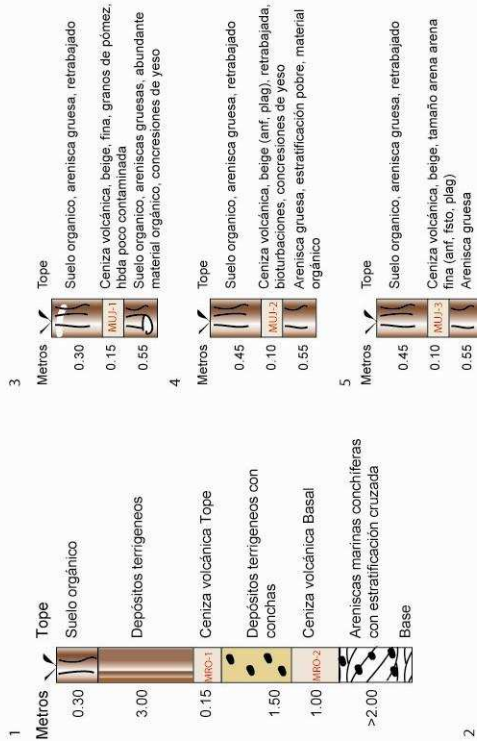 1
Metros Tope
0.30 Suelo orgánico
3.00 Depósitos terrígeneos
0.15 MRO-1 Ceniza volcánica Tope
1.50 Depósitos terrígeneos con
conchas
1.00 MRO-2 Ceniza volcánica Basal
>2.00 Areniscas marinas conchíferas
con estratificación cruzada
Base
2
3
Metros Tope
0.30 Suelo organico, arenisca gruesa, retrabajado
0.15 MUJ-1 Ceniza volcánica, beige, fina, granos de pómez,
hbda poco contaminada
0.55 Suelo orgánico, areniscas gruesas, abundante
material orgánico, concresiones de yeso
4
Metros Tope
0.45 Suelo organico, arenisca gruesa, retrabajado
0.10 MUJ-2 Ceniza volcánica, beige (anf, plag), retrabajada,
bioturbaciones, concresiones de yeso
0.55 Arenisca gruesa, estratificación pobre, material
orgánico
5
Metros Tope
0.45 Suelo organico, arenisca gruesa, retrabajado
0.10 MUJ-3 Ceniza volcánica, beige, tamaño arena arena
fina (anf, fsto, plag)
0.55 Arenisca gruesa